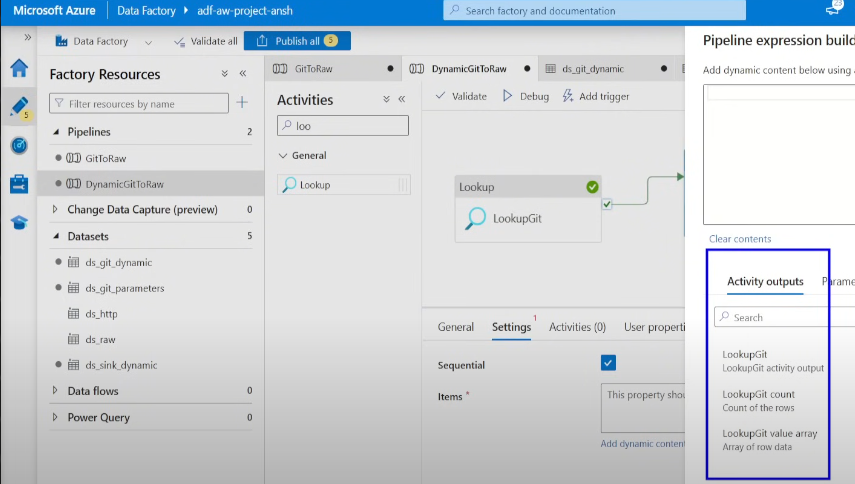 Microsoft Azure
Data Factory
adf-aw-project-ansh
Search factory and documentation
23
Data Factory
Validate all
Publish all
5
5
Factory Resources
Filter resources by name
Pipelines
2
GitToRaw
DynamicGitToRaw
Change Data Capture (preview)
0
Datasets
5
ds_git_dynamic
ds_git_parameters
ds_http
ds_raw
ds_sink_dynamic
Data flows
0
Power Query
0
GitToRaw
DynamicGitToRaw
ds_git_dynamic
Activities
loo
General
Lookup
Validate
Debug
Add trigger
Lookup
LookupGit
General
Settings
1
Activities (0)
User properti
Sequential
Items *
This property shou
Add dynamic content
Pipeline expression build
Add dynamic content below using
Clear contents
Activity outputs
Parame
Search
LookupGit
LookupGit activity output
LookupGit count
Count of the rows
LookupGit value array
Array of row data